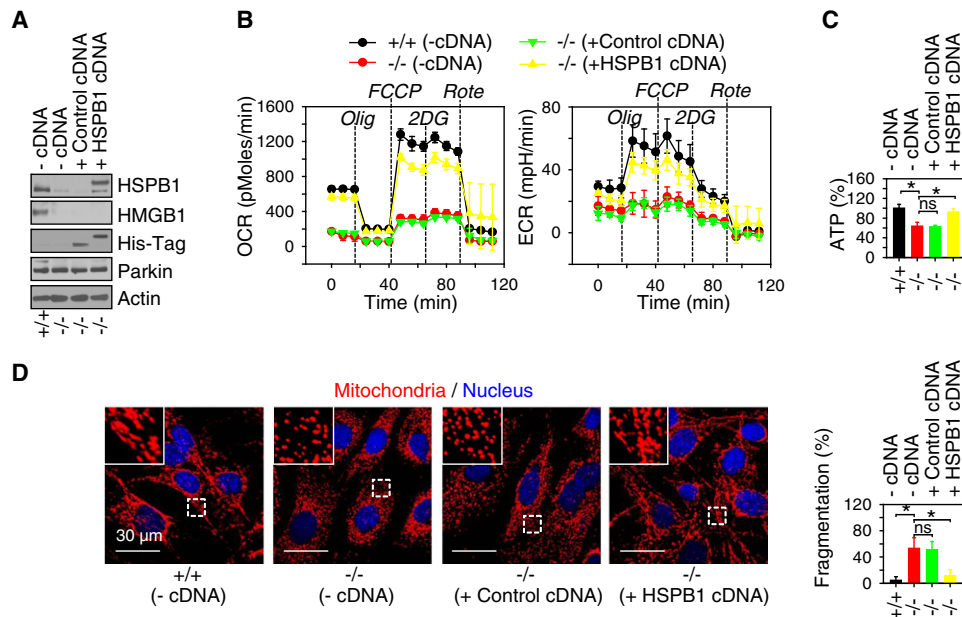 A
- cDNA
- cDNA
+ Control cDNA
+ HSPB1 cDNA
HSPB1
HMGB1
His-Tag
Parkin
Actin
+/+
-/-
-/-
-/-
B
+/+ (-cDNA)
-/- (-cDNA)
-/- (+Control cDNA)
-/- (+HSPB1 cDNA)
OCR (pMoles/min)
1600
1200
800
400
0
Olig
FCCP
2DG
Rote
0 40 80 120
Time (min)
ECR (mpH/min)
80
40
0
Olig
FCCP
2DG
Rote
0 40 80 120
Time (min)
C
- cDNA
- cDNA
+ Control cDNA
+ HSPB1 cDNA
ATP (%)
160
120
80
40
0
* *
ns
+/+
-/-
-/-
-/-
D
Mitochondria / Nucleus
30 µm
+/+
(- cDNA)
-/-
(- cDNA)
-/-
(+ Control cDNA)
-/-
(+ HSPB1 cDNA)
- cDNA
- cDNA
+ Control cDNA
+ HSPB1 cDNA
Fragmentation (%)
120
80
40
0
* *
ns
+/+
-/-
-/-
-/-